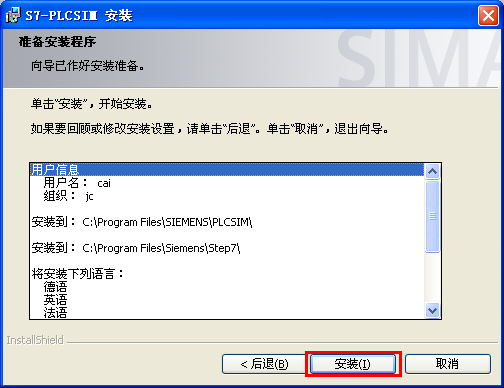 S7-PLCSIM 安装
准备安装程序
向导已作好安装准备。
SIMA
单击“安装”，开始安装。
如果要回顾或修改安装设置，请单击“后退”。单击“取消”，退出向导。
用户信息
用户名： cai
组织： jc
安装到： C:\Program Files\SIEMENS\PLCSIM\
安装到： C:\Program Files\Siemens\Step7\
将安装下列语言：
德语
英语
法语
InstallShield
< 后退(B)
安装(I)
取消